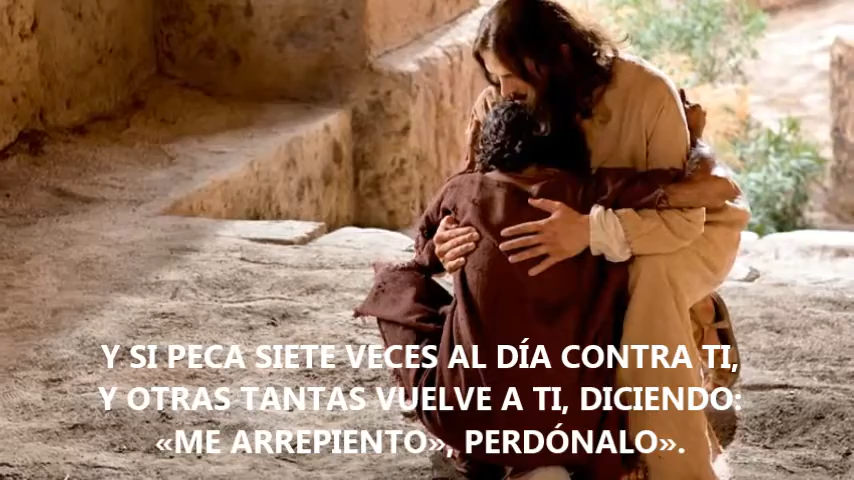 Y SI PECA SIETE VECES AL DÍA CONTRA TI,
Y OTRAS TANTAS VUELVE A TI, DICIENDO:
«ME ARREPIENTO», PERDÓNALO».